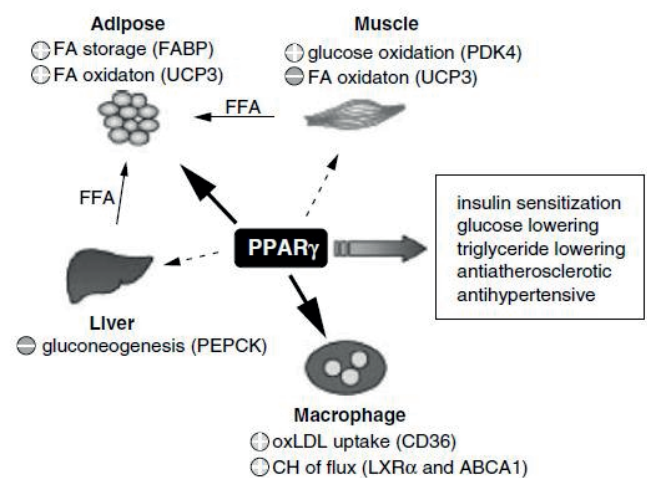 Adipose
FA storage (FABP)
FA oxidaton (UCP3)
Muscle
glucose oxidation (PDK4)
FA oxidaton (UCP3)
FFA
FFA
PPARγ
insulin sensitization
glucose lowering
triglyceride lowering
antiatherosclerotic
antihypertensive
Liver
gluconeogenesis (PEPCK)
Macrophage
oxLDL uptake (CD36)
CH of flux (LXRα and ABCA1)